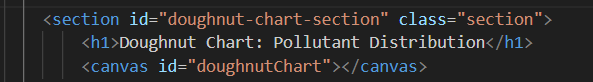 <section id="doughnut-chart-section" class="section">
<h1>Doughnut Chart: Pollutant Distribution</h1>
<canvas id="doughnutChart"></canvas>